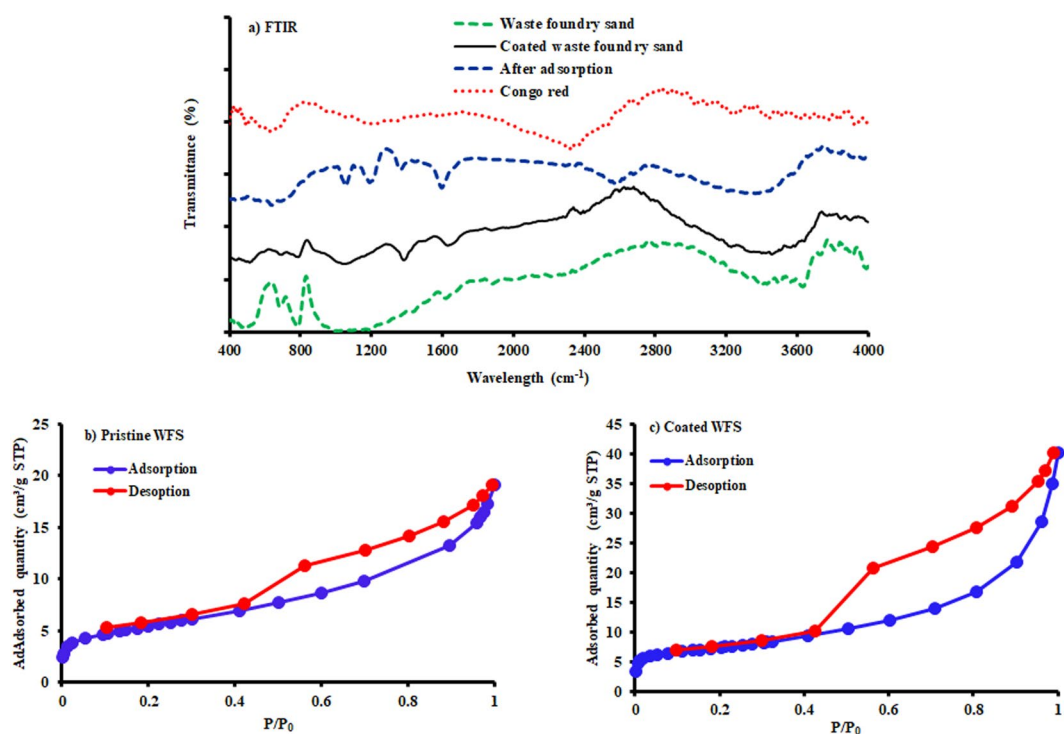 a) FTIR
Waste foundry sand
Coated waste foundry sand
After adsorption
Congo red
Transmittance (%)
400 800 1200 1600 2000 2400 2800 3200 3600 4000
Wavelength (cm⁻¹)
b) Pristine WFS
Adsorption
Desoption
AdAdsorbed quantity (cm³/g STP)
25
20
15
10
5
0
0 0.2 0.4 0.6 0.8 1
P/P₀
c) Coated WFS
Adsorption
Desoption
Adsorbed quantity (cm³/g STP)
45
40
35
30
25
20
15
10
5
0
0 0.2 0.4 0.6 0.8 1
P/P₀